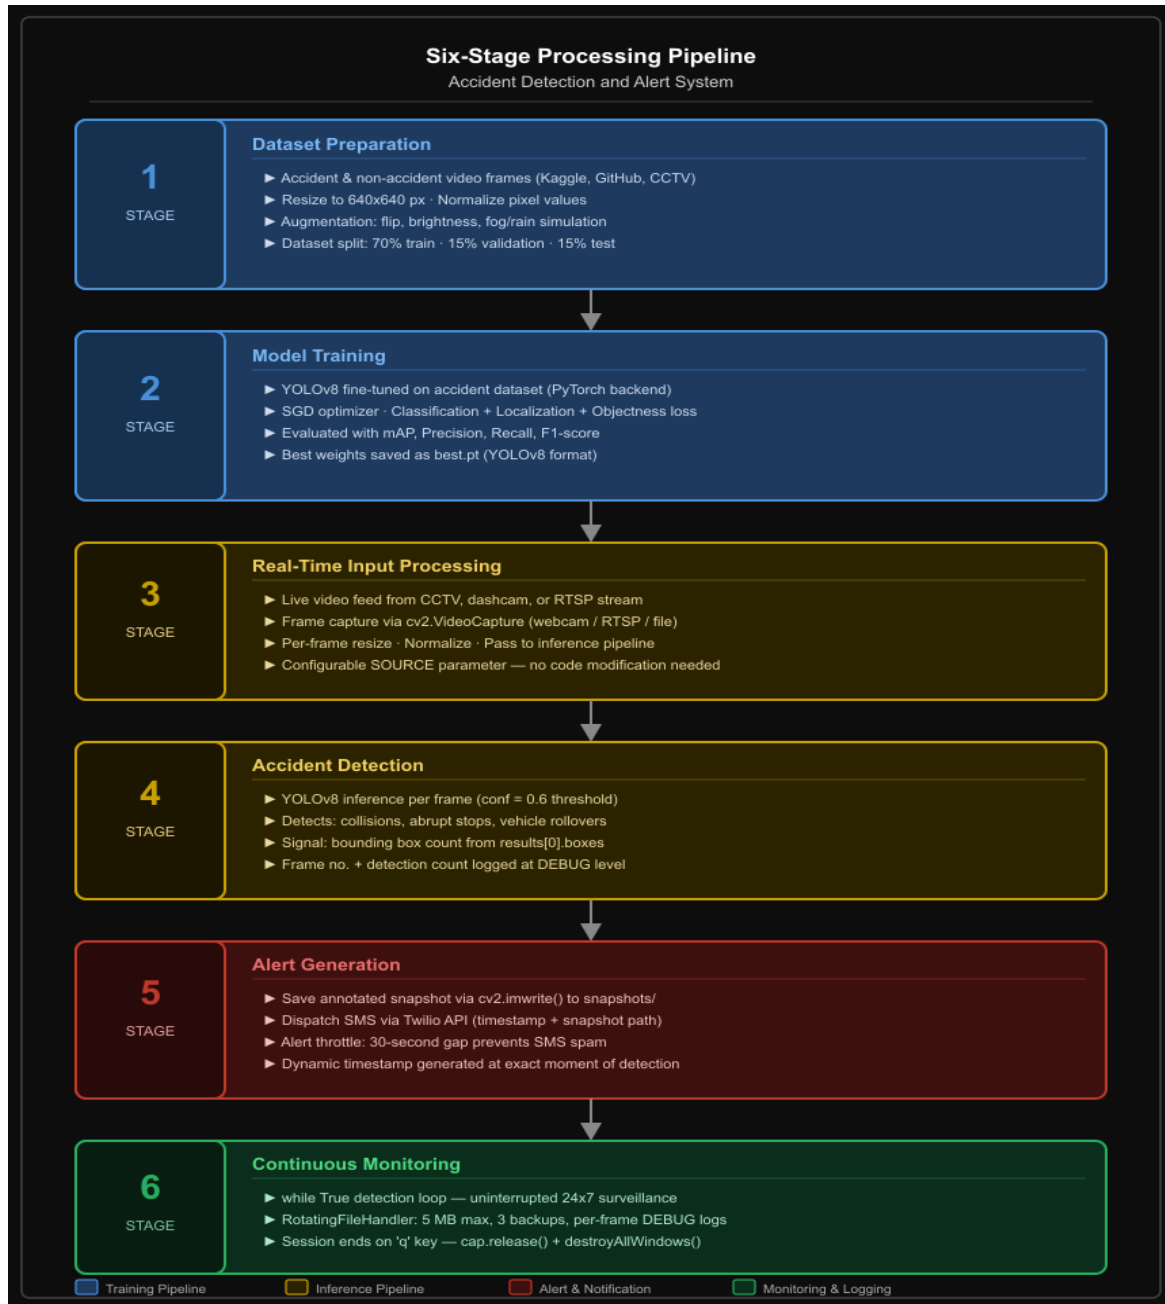 Six-Stage Processing Pipeline
Accident Detection and Alert System
1
STAGE
Dataset Preparation
► Accident & non-accident video frames (Kaggle, GitHub, CCTV)
► Resize to 640x640 px · Normalize pixel values
► Augmentation: flip, brightness, fog/rain simulation
► Dataset split: 70% train · 15% validation · 15% test
2
STAGE
Model Training
► YOLOv8 fine-tuned on accident dataset (PyTorch backend)
► SGD optimizer · Classification + Localization + Objectness loss
► Evaluated with mAP, Precision, Recall, F1-score
► Best weights saved as best.pt (YOLOv8 format)
3
STAGE
Real-Time Input Processing
► Live video feed from CCTV, dashcam, or RTSP stream
► Frame capture via cv2.VideoCapture (webcam / RTSP / file)
► Per-frame resize · Normalize · Pass to inference pipeline
► Configurable SOURCE parameter — no code modification needed
4
STAGE
Accident Detection
► YOLOv8 inference per frame (conf = 0.6 threshold)
► Detects: collisions, abrupt stops, vehicle rollovers
► Signal: bounding box count from results[0].boxes
► Frame no. + detection count logged at DEBUG level
5
STAGE
Alert Generation
► Save annotated snapshot via cv2.imwrite() to snapshots/
► Dispatch SMS via Twilio API (timestamp + snapshot path)
► Alert throttle: 30-second gap prevents SMS spam
► Dynamic timestamp generated at exact moment of detection
6
STAGE
Continuous Monitoring
► while True detection loop — uninterrupted 24x7 surveillance
► RotatingFileHandler: 5 MB max, 3 backups, per-frame DEBUG logs
► Session ends on 'q' key — cap.release() + destroyAllWindows()
Training Pipeline
Inference Pipeline
Alert & Notification
Monitoring & Logging